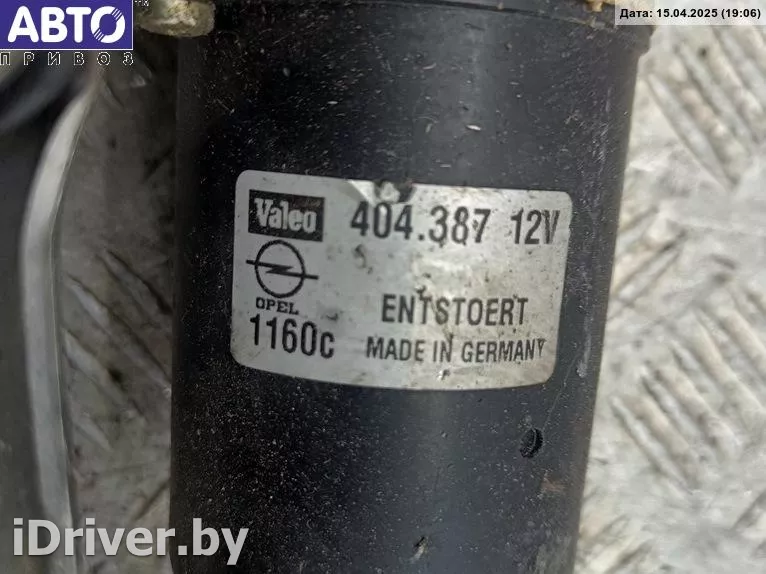 АВТО™
ПРИВОЗ
Дата: 15.04.2025 (19:06)
Valeo 404.387 12V
OPEL ENTSTOERT
1160c MADE IN GERMANY
iDriver.by